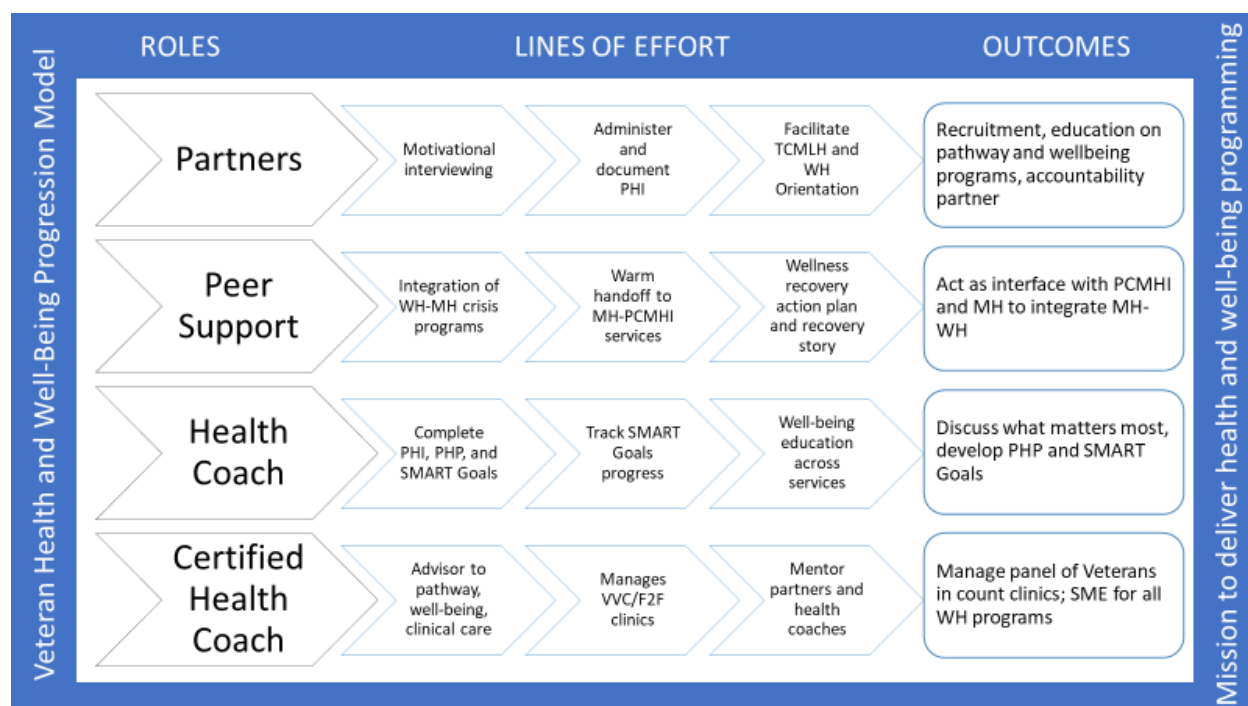 Veteran Health and Well-Being Progression Model
ROLES
LINES OF EFFORT
OUTCOMES
Partners
Motivational
interviewing
Administer
and
document
PHI
Facilitate
TCMLH and
WH
Orientation
Recruitment, education on
pathway and wellbeing
programs, accountability
partner
Peer
Support
Integration of
WH-MH crisis
programs
Warm
handoff to
MH-PCMHI
services
Wellness
recovery
action plan
and recovery
story
Act as interface with PCMHI
and MH to integrate MH-
WH
Health
Coach
Complete
PHI, PHP, and
SMART Goals
Track SMART
Goals
progress
Well-being
education
across
services
Discuss what matters most,
develop PHP and SMART
Goals
Certified
Health
Coach
Advisor to
pathway,
well-being,
clinical care
Manages
VVC/F2F
clinics
Mentor
partners and
health
coaches
Manage panel of Veterans
in count clinics; SME for all
WH programs
Mission to deliver health and well-being programming